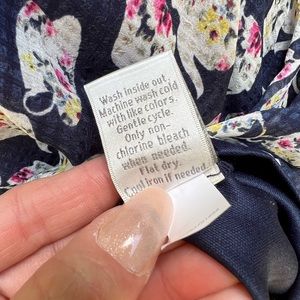 Wash inside out
Machine wash cold
with like colors.
Gentle cycle.
Only non-
chlorine bleach
when needed.
Flat dry.
Cool iron if needed.